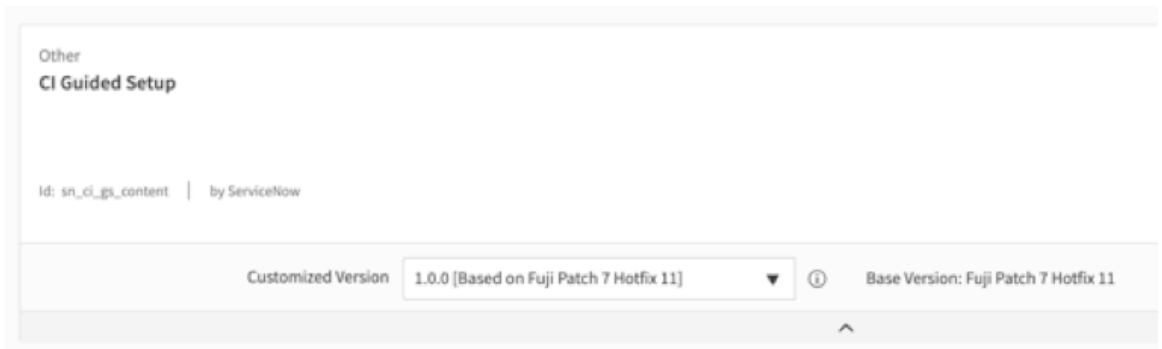 Other
CI Guided Setup
Id: sn_ci_gs_content | by ServiceNow
Customized Version 1.0.0 [Based on Fuji Patch 7 Hotfix 11] Base Version: Fuji Patch 7 Hotfix 11